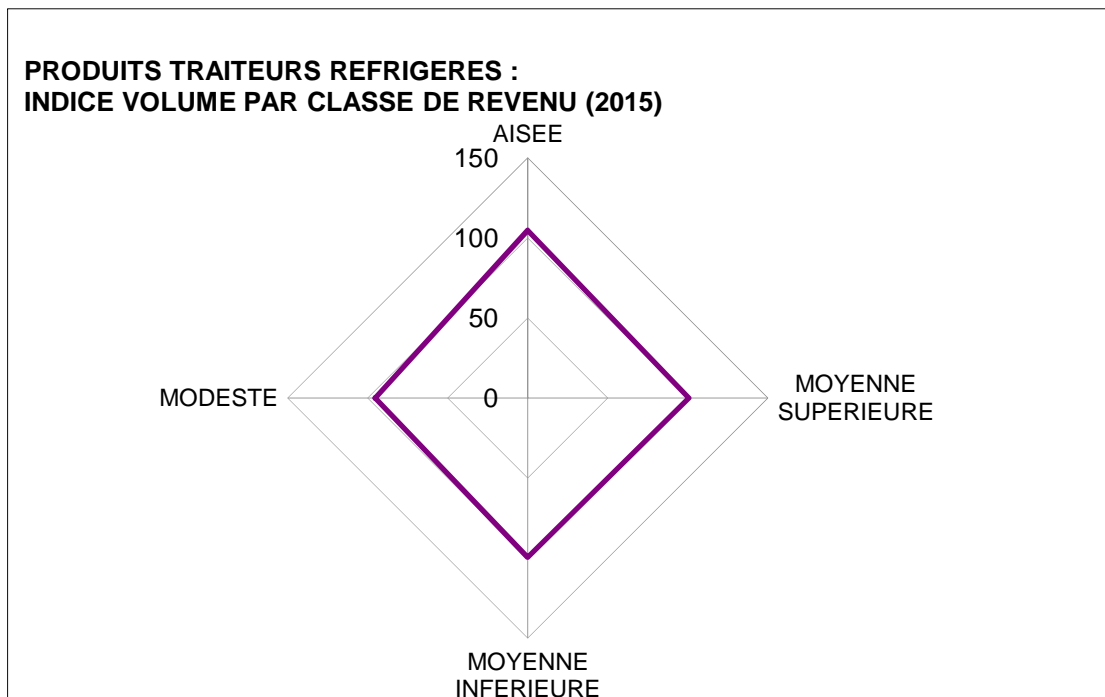 PRODUITS TRAITEURS REFRIGERES :
INDICE VOLUME PAR CLASSE DE REVENU (2015)
AISEE
150
100
50
0
MODESTE
MOYENNE
SUPERIEURE
MOYENNE
INFERIEURE